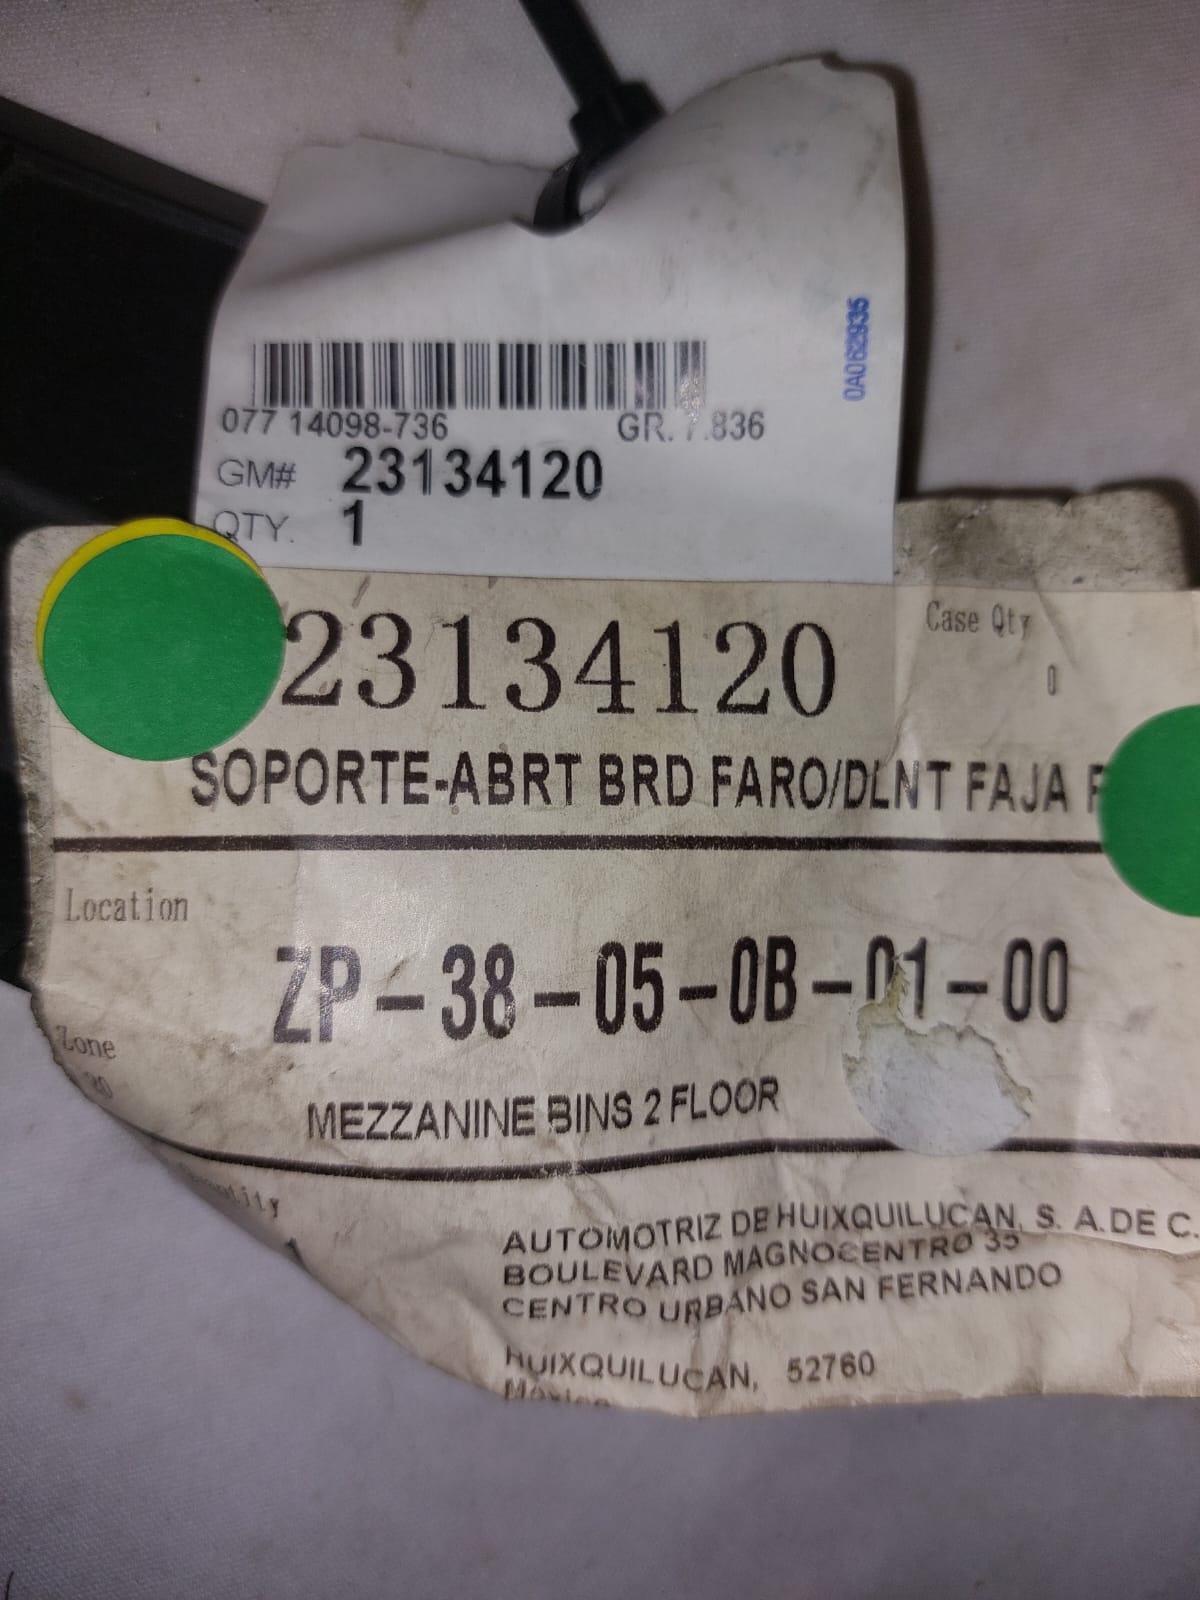 0A062935
077 14098-736 GR. 7.836
GM# 23134120
QTY. 1
23134120
Case Qty
0
SOPORTE-ABRT BRD FARO/DLNT FAJA
Location
ZP-38-05-0B-01-00
Zone
MEZZANINE BINS 2 FLOOR
AUTOMOTRIZ DE HUIXQUILUCAN, S. A.DE C.
BOULEVARD MAGNOCENTRO 35
CENTRO URBANO SAN FERNANDO
HUIXQUILUCAN, 52760
México